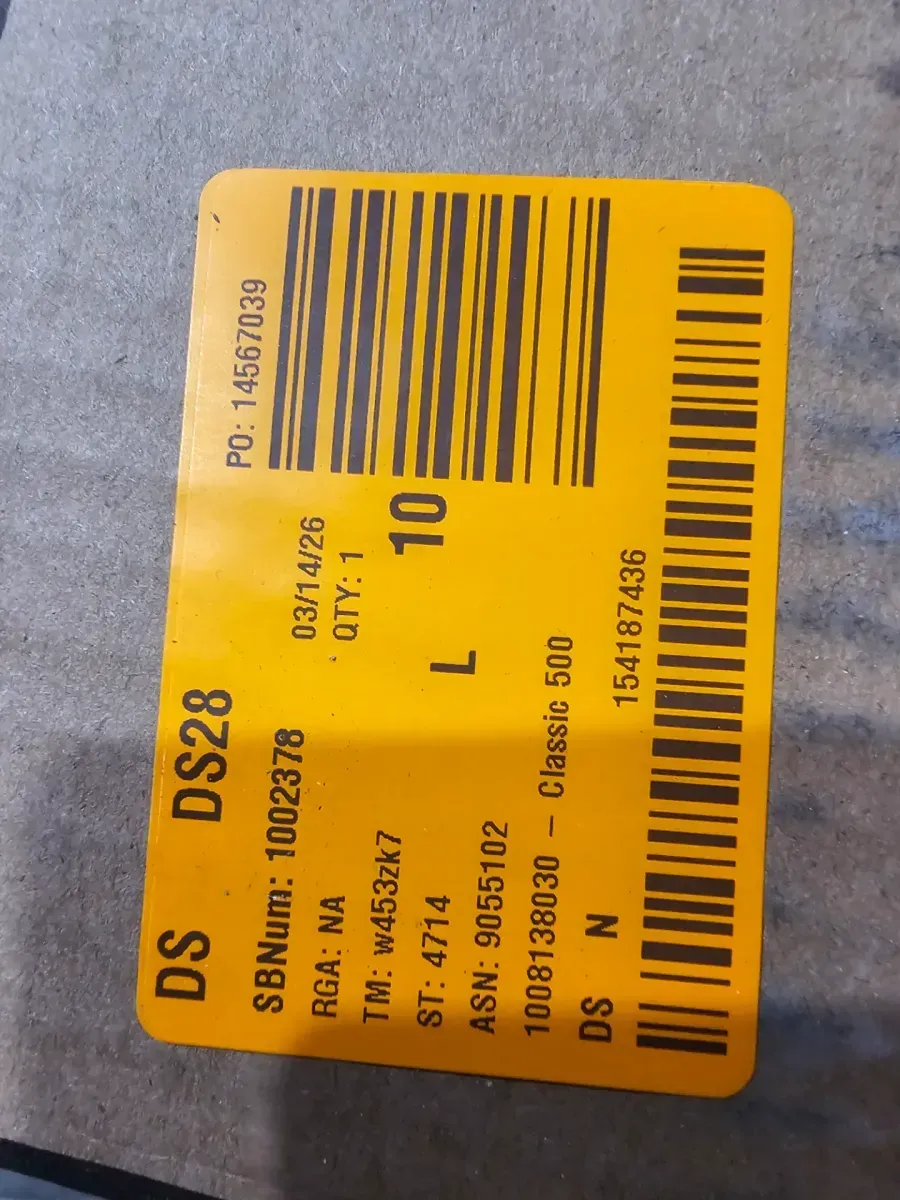 DS DS28
PO: 14567039
SBNum: 1002378
03/14/26
RGA: NA
QTY: 1
TM: w453zk7
10
ST: 4714
L
ASN: 9055102
1008138030 – Classic 500
DS N
154187436